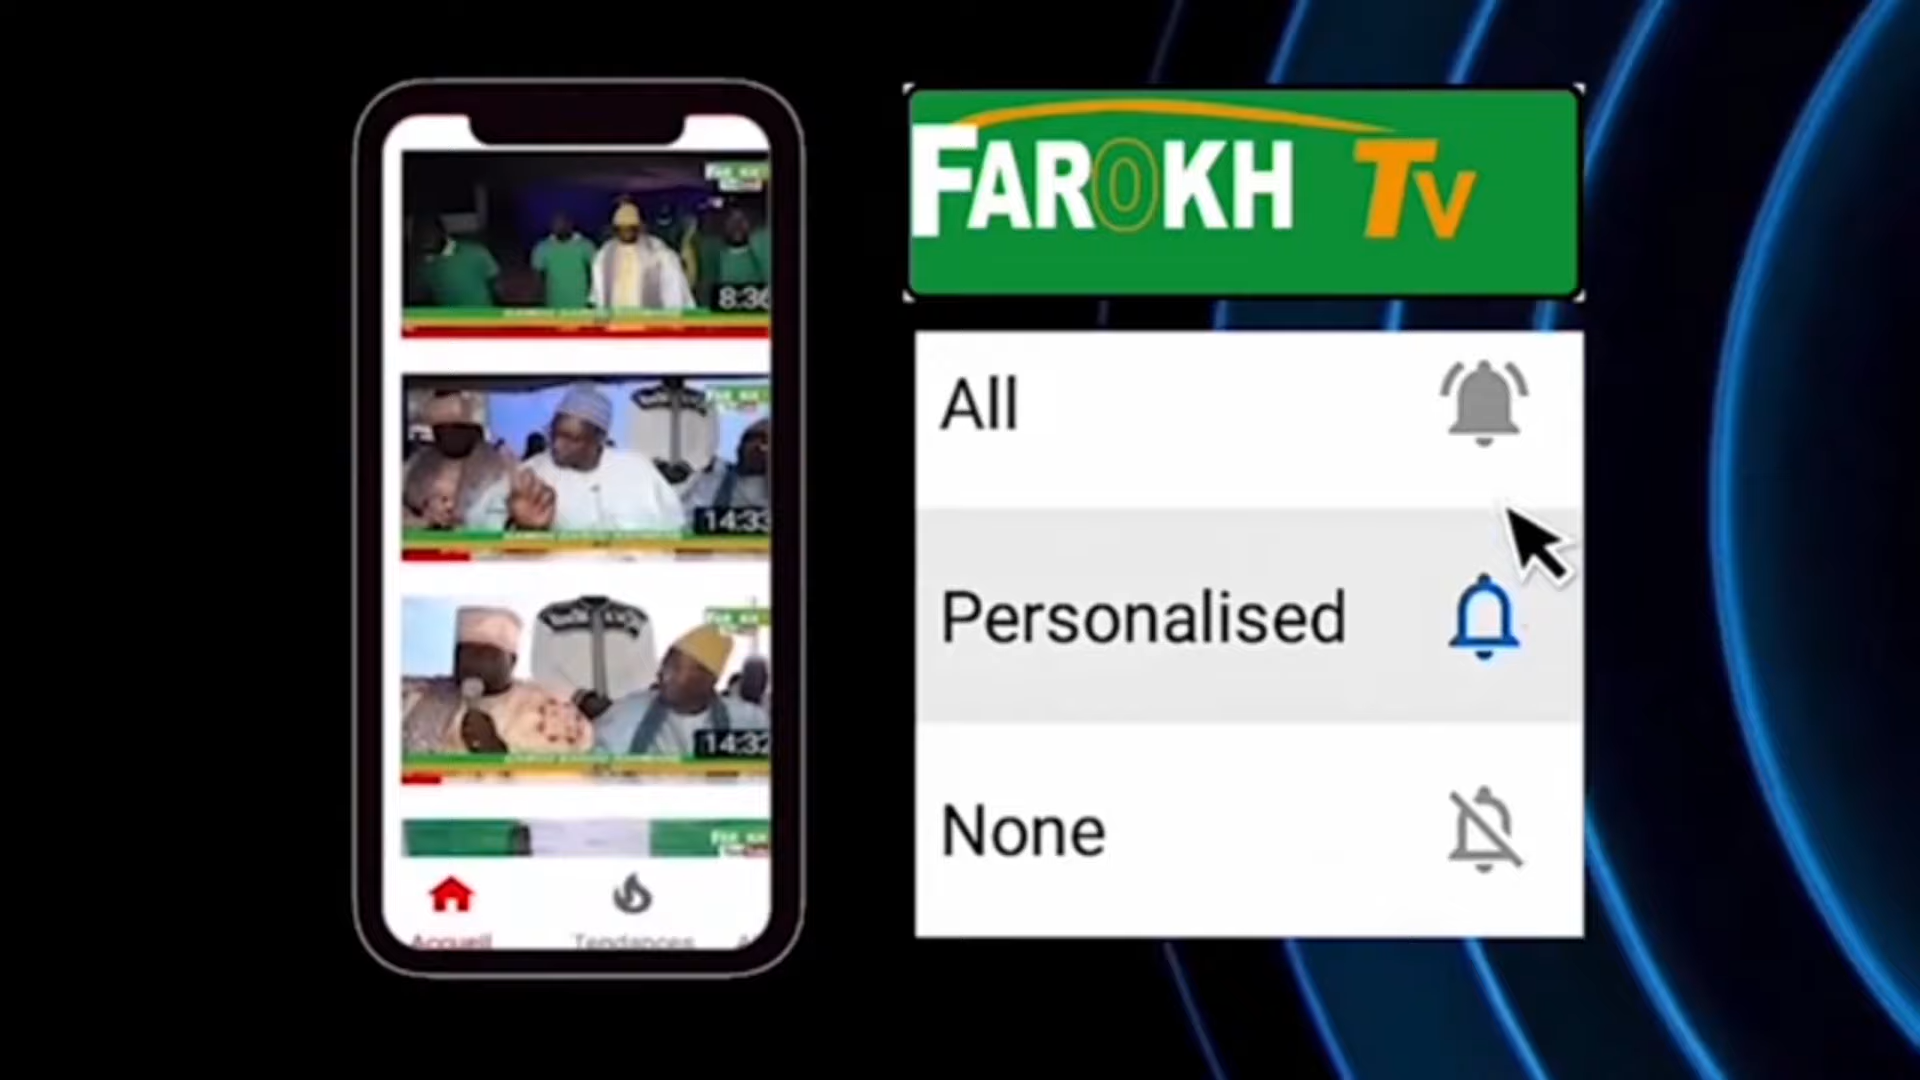 8:36
14:33
14:32
Accueil
Tendances
FAROKH TV
All
Personalised
None